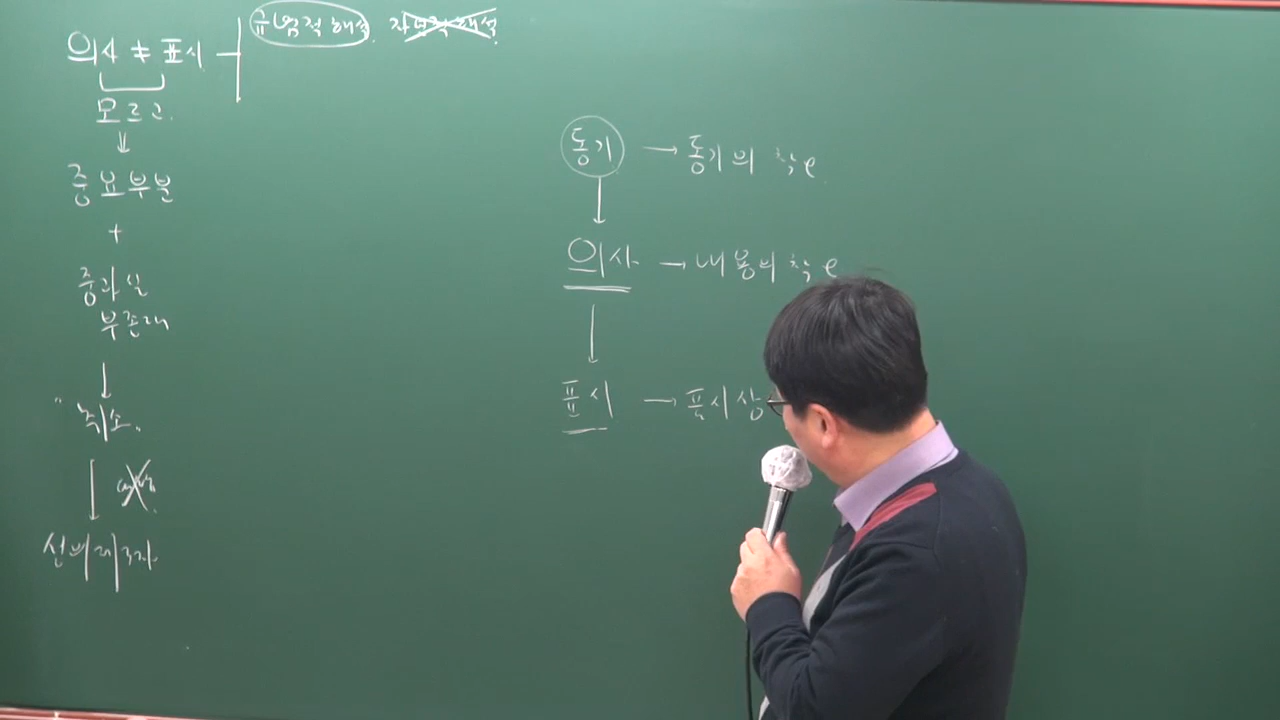 규범적 해석 자연적 해석
의사 ≠ 표시
모르고
중요부분
+
중과실
부존재
"취소.
선의제3자
동기 → 동기의 착e
의사 → 내용의 착e
표시 → 표시상